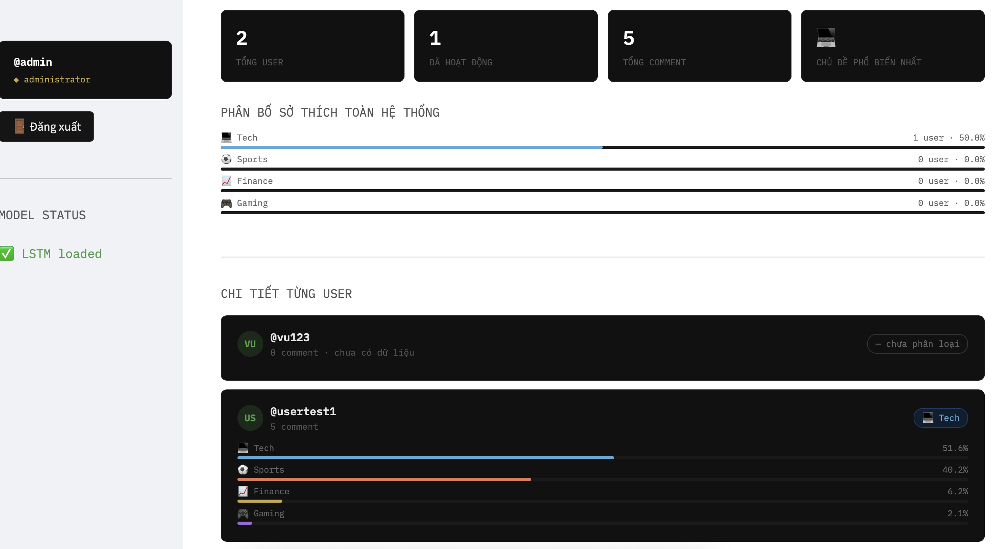 @admin
◆ administrator
Đăng xuất
MODEL STATUS
✅ LSTM loaded
2
TỔNG USER
1
ĐÃ HOẠT ĐỘNG
5
TỔNG COMMENT
CHỦ ĐỀ PHỔ BIẾN NHẤT
PHÂN BỐ SỞ THÍCH TOÀN HỆ THỐNG
Tech 1 user · 50.0%
Sports 0 user · 0.0%
Finance 0 user · 0.0%
Gaming 0 user · 0.0%
CHI TIẾT TỪNG USER
VU
@vu123
0 comment · chưa có dữ liệu
— chưa phân loại
US
@usertest1
5 comment
Tech
Tech 51.6%
Sports 40.2%
Finance 6.2%
Gaming 2.1%